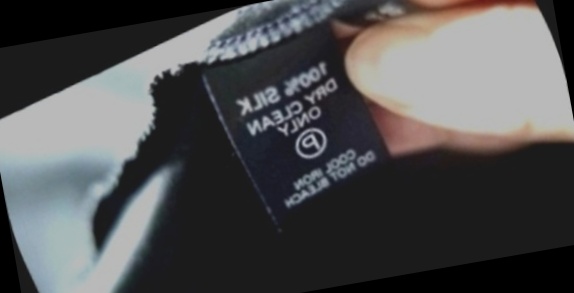 100% SILK
DRY CLEAN
ONLY
P
COOL IRON
DO NOT BLEACH